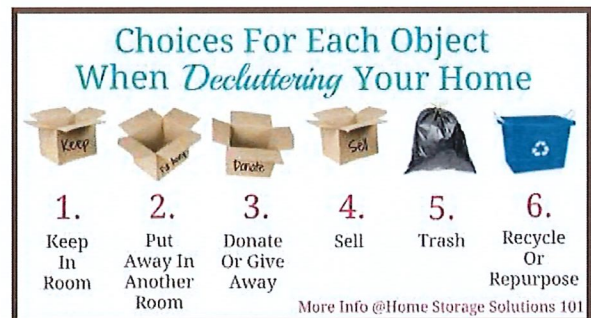 Choices For Each Object
When Decluttering Your Home
Keep
Put Away
Donate
Sell
1.
Keep
In
Room
2.
Put
Away In
Another
Room
3.
Donate
Or Give
Away
4.
Sell
5.
Trash
6.
Recycle
Or
Repurpose
More Info @Home Storage Solutions 101